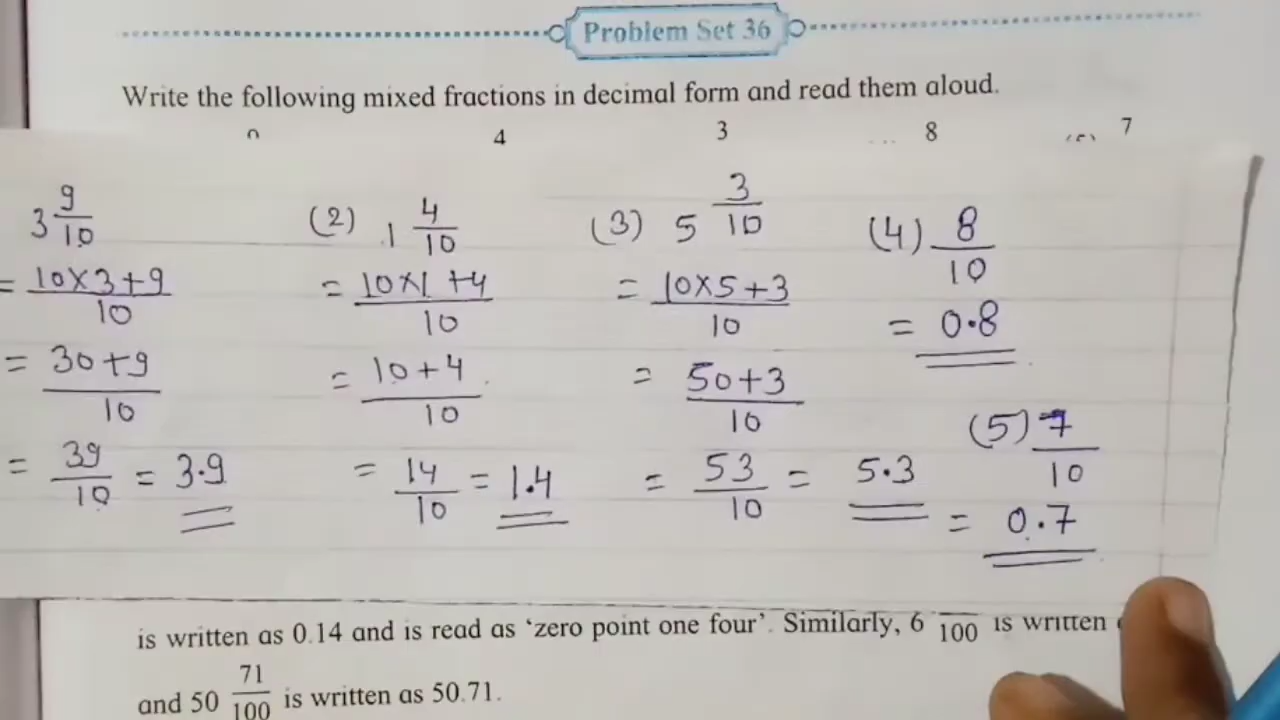 Problem Set 36
Write the following mixed fractions in decimal form and read them aloud.
4 3 8 7
3 9/10 (2) 1 4/10 (3) 5 3/10 (4) 8/10
= 10×3+9/10 = 10×1+4/10 = 10×5+3/10 = 0.8
= 30+9/10 = 10+4/10 = 50+3/10 (5) 7/10
= 39/10 = 3.9 = 14/10 = 1.4 = 53/10 = 5.3 = 0.7
is written as 0.14 and is read as ‘zero point one four’. Similarly, 6 /100 is written
and 50 71/100 is written as 50.71.